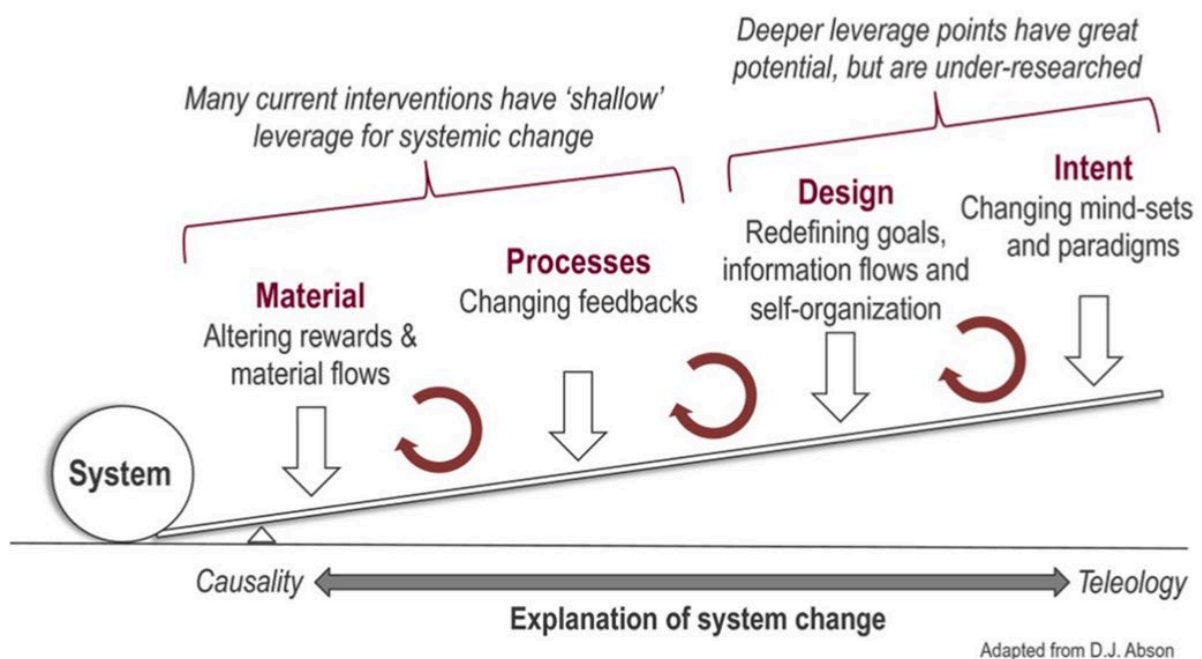 Deeper leverage points have great
potential, but are under-researched
Many current interventions have ‘shallow’
leverage for systemic change
Intent
Changing mind-sets
and paradigms
Design
Redefining goals,
information flows and
self-organization
Processes
Changing feedbacks
Material
Altering rewards &
material flows
System
Causality
Teleology
Explanation of system change
Adapted from D.J. Abson